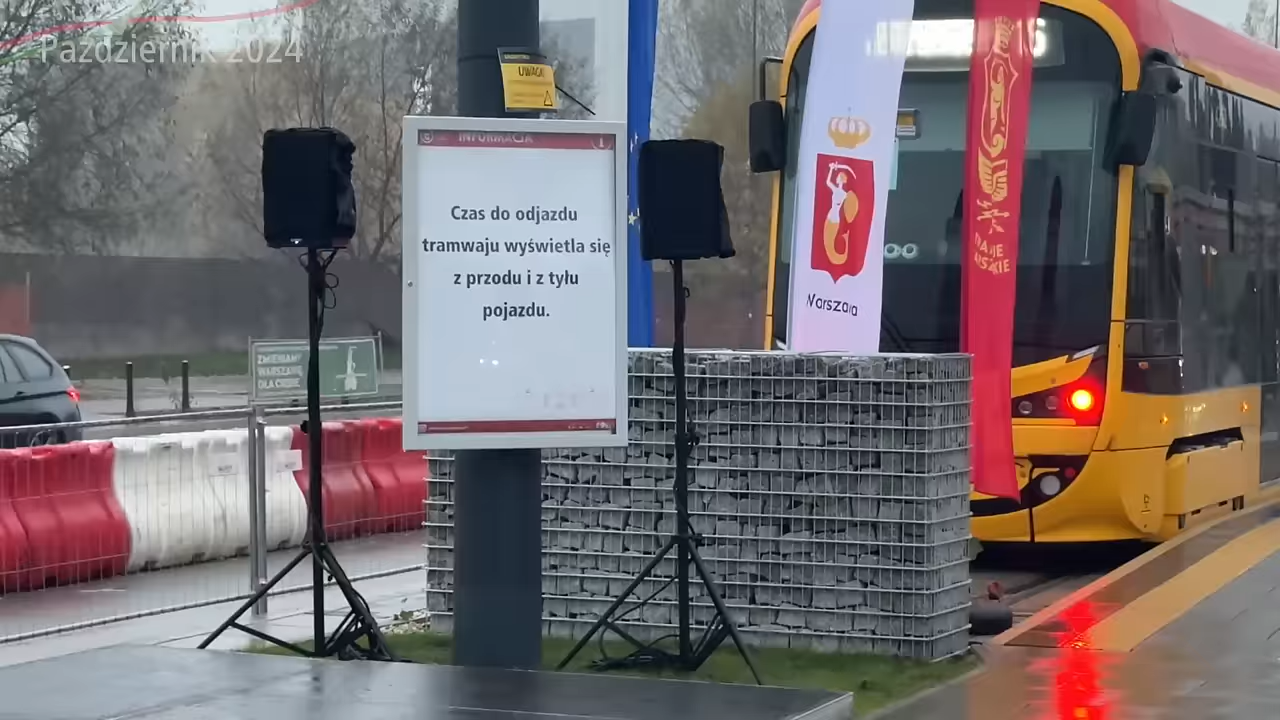 Październik 2024
UWAGA!
INFORMACJA
Czas do odjazdu
tramwaju wyświetla się
z przodu i z tyłu
pojazdu.
Warszawa
ZMIENIAMY
WARSZAWĘ
DLA CIEBIE